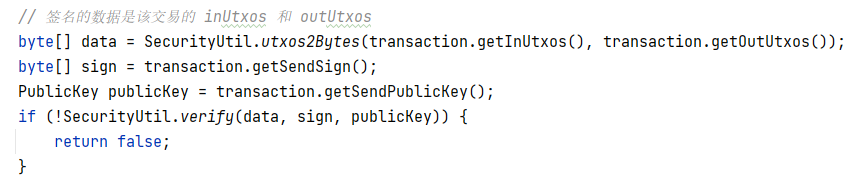 // 签名的数据是该交易的 inUtxos 和 outUtxos
byte[] data = SecurityUtil.utxos2Bytes(transaction.getInUtxos(), transaction.getOutUtxos());
byte[] sign = transaction.getSendSign();
PublicKey publicKey = transaction.getSendPublicKey();
if (!SecurityUtil.verify(data, sign, publicKey)) {
    return false;
}